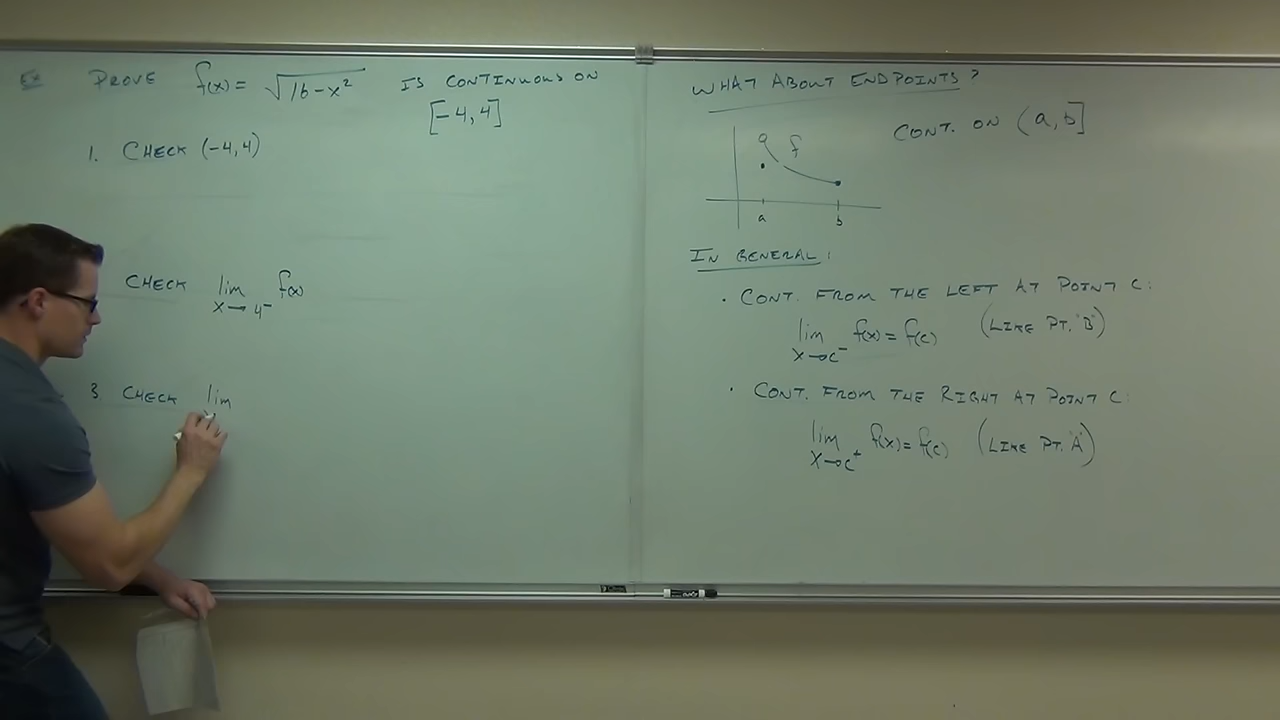 Ex PROVE f(x) = √16-x² IS CONTINUOUS ON
[-4,4]
1. CHECK (-4,4)
CHECK lim f(x)
x→4⁻
3. CHECK lim
WHAT ABOUT ENDPOINTS?
f
a b
CONT. ON (a,b]
IN GENERAL:
· CONT. FROM THE LEFT AT POINT C:
lim f(x) = f(c) (LIKE PT. 'B')
x→c⁻
· CONT. FROM THE RIGHT AT POINT C:
lim f(x) = f(c) (LIKE PT. 'A')
x→c⁺